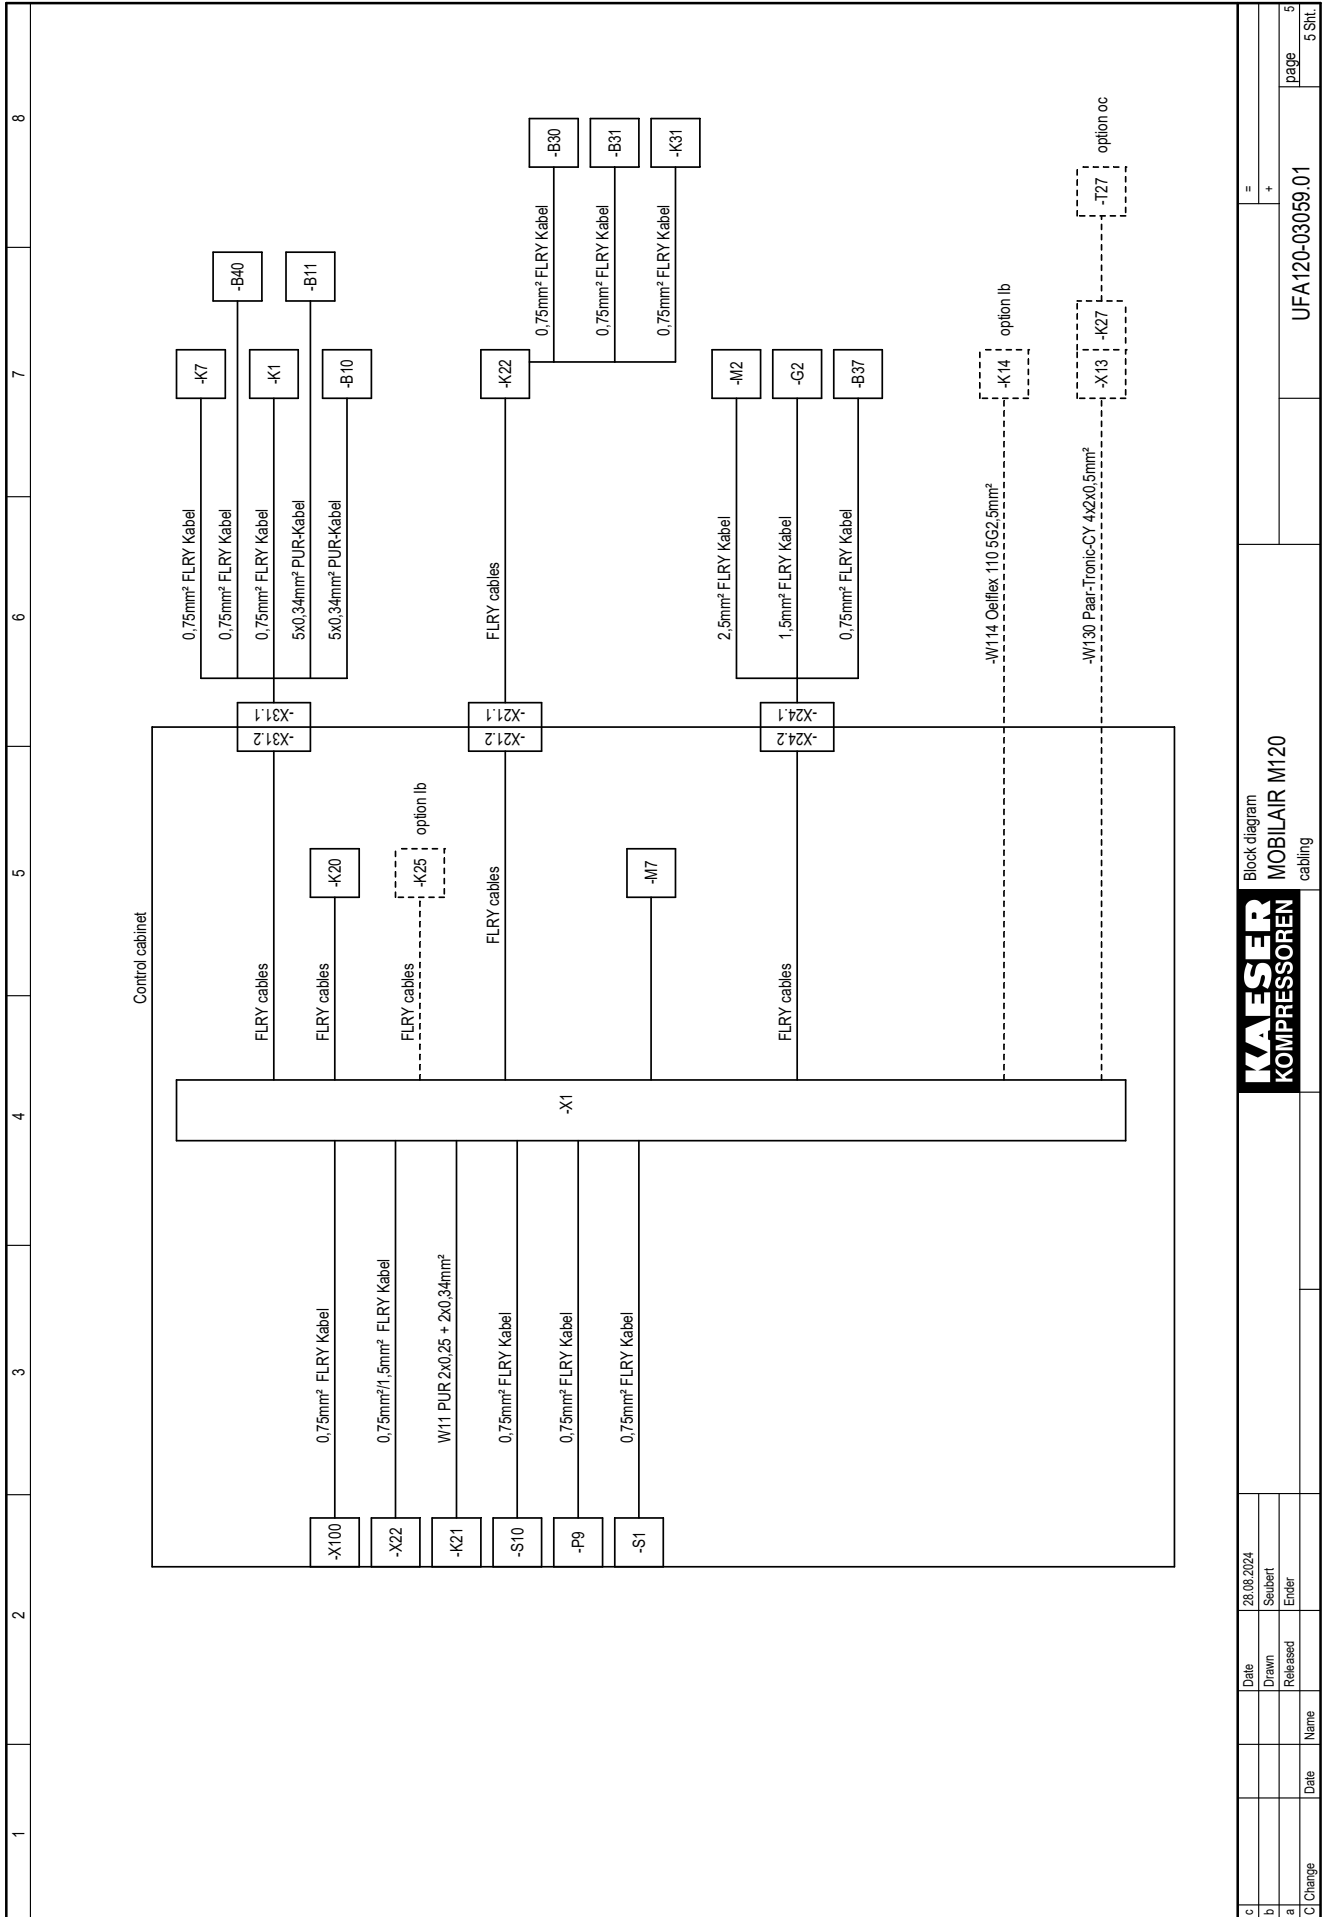 1
2
3
4
5
6
7
8
Control cabinet
-X100
0,75mm² FLRY Kabel
-X22
0,75mm²/1,5mm² FLRY Kabel
-K21
W11 PUR 2x0,25 + 2x0,34mm²
-S10
0,75mm² FLRY Kabel
-P9
0,75mm² FLRY Kabel
-S1
0,75mm² FLRY Kabel
-X1
FLRY cables
-X31.2
-X31.1
0,75mm² FLRY Kabel
-K7
0,75mm² FLRY Kabel
-B40
0,75mm² FLRY Kabel
-K1
5x0,34mm² PUR-Kabel
-B11
5x0,34mm² PUR-Kabel
-B10
FLRY cables
-K20
FLRY cables
-K25
option lb
FLRY cables
-X21.2
-X21.1
FLRY cables
-K22
0,75mm² FLRY Kabel
-B30
0,75mm² FLRY Kabel
-B31
0,75mm² FLRY Kabel
-K31
-M7
FLRY cables
-X24.2
-X24.1
2,5mm² FLRY Kabel
-M2
1,5mm² FLRY Kabel
-G2
0,75mm² FLRY Kabel
-B37
-W114 Oelflex 110 5G2,5mm²
-K14
option lb
-W130 Paar-Tronic-CY 4x2x0,5mm²
-X13
-K27
-T27
option oc
c
b
a
C
Change
Date
Name
Date
28.08.2024
Drawn
Seubert
Released
Ender
KAESER
KOMPRESSOREN
Block diagram
MOBILAIR M120
cabling
=
+
UFA120-03059.01
page
5
5 Sht.